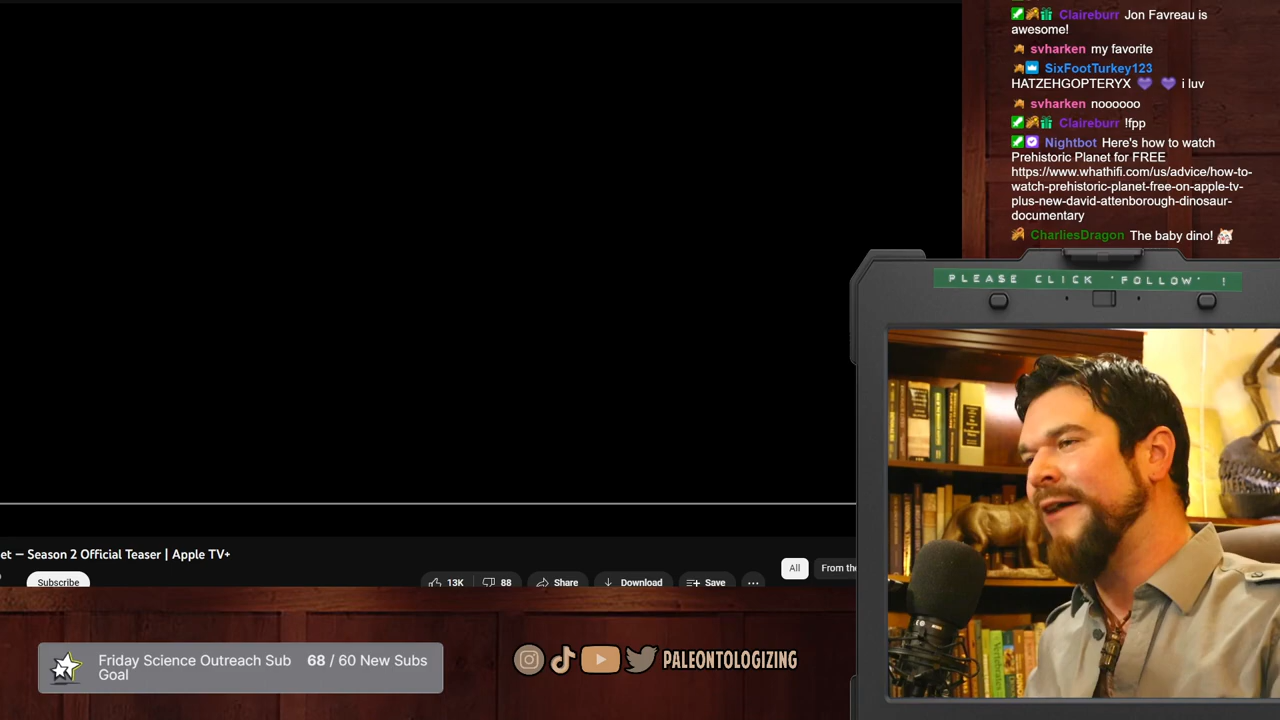 Claireburr Jon Favreau is
awesome!
svharken my favorite
SixFootTurkey123
HATZEHGOPTERYX 💜 💜 i luv
svharken noooooo
Claireburr !fpp
Nightbot Here's how to watch
Prehistoric Planet for FREE
https://www.whathifi.com/us/advice/how-to-
watch-prehistoric-planet-free-on-apple-tv-
plus-new-david-attenborough-dinosaur-
documentary
CharliesDragon The baby dino!
PLEASE CLICK 'FOLLOW' !
et — Season 2 Official Teaser | Apple TV+
Subscribe
13K
88
Share
Download
Save
All
From the
Friday Science Outreach Sub
Goal
68 / 60 New Subs
PALEONTOLOGIZING